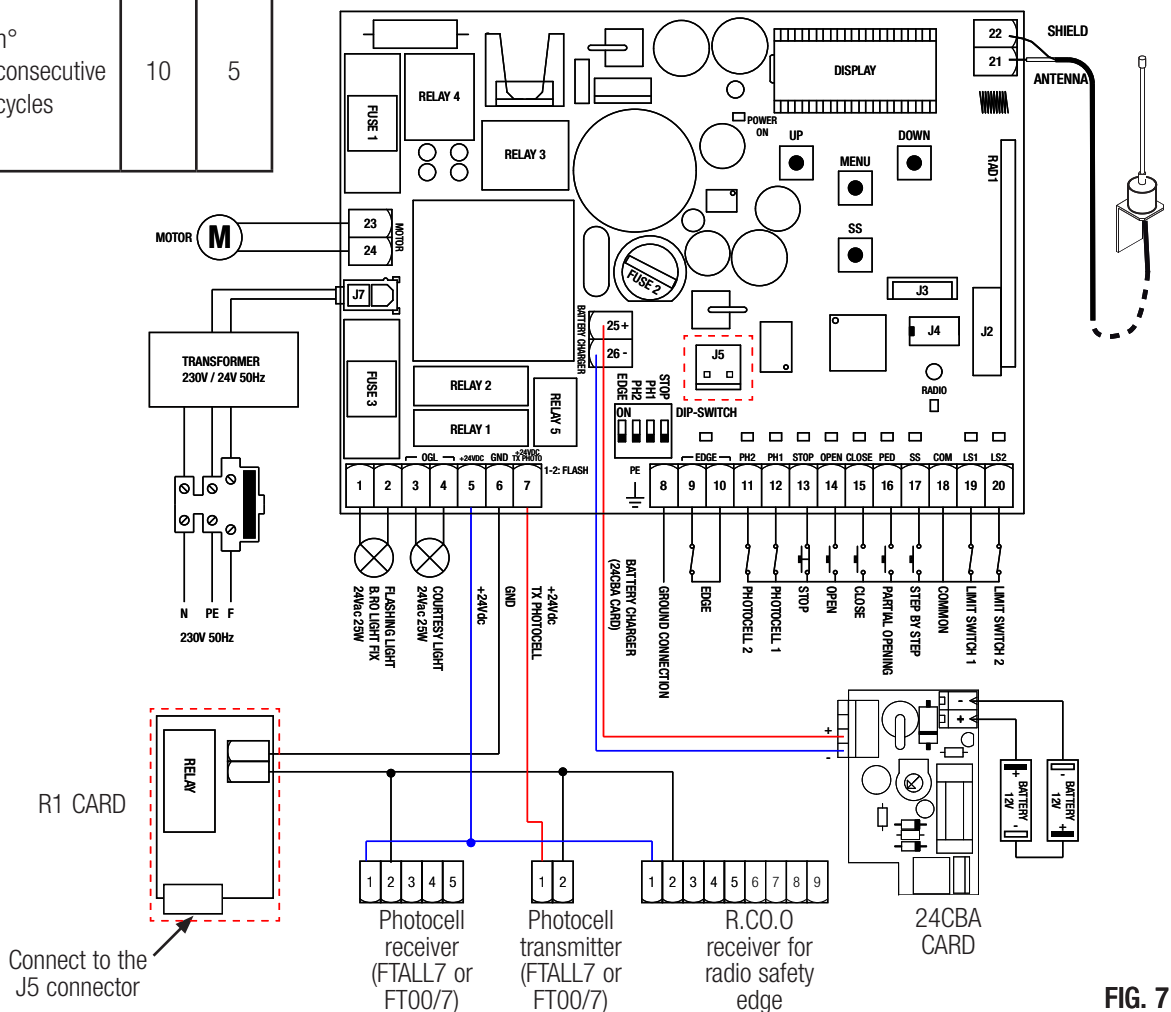 n°
consecutive
cycles
10
5
FUSE 1
RELAY 4
RELAY 3
DISPLAY
POWER
ON
UP
DOWN
MENU
SS
22
21
SHIELD
ANTENNA
RAD1
MOTOR
M
23
24
MOTOR
J7
FUSE 2
BATTERY CHARGER
25+
26 -
J5
J3
J4
J2
RADIO
TRANSFORMER
230V / 24V 50Hz
FUSE 3
RELAY 2
RELAY 1
RELAY 5
EDGE
PH2
PH1
STOP
ON
DIP-SWITCH
OGL
+24VDC
GND
+24VDC
TX PHOTO
1-2: FLASH
1 2 3 4 5 6 7
PE
EDGE PH2 PH1 STOP OPEN CLOSE PED SS COM LS1 LS2
8 9 10 11 12 13 14 15 16 17 18 19 20
N PE F
230V 50Hz
FLASHING LIGHT
B.RO LIGHT FIX
24Vac 25W
COURTESY LIGHT
24Vac 25W
+24Vdc
GND
+24Vdc
TX PHOTOCELL
BATTERY CHARGER
(24CBA CARD)
GROUND CONNECTION
EDGE
PHOTOCELL 2
PHOTOCELL 1
STOP
OPEN
CLOSE
PARTIAL OPENING
STEP BY STEP
COMMON
LIMIT SWITCH 1
LIMIT SWITCH 2
R1 CARD
RELAY
Connect to the
J5 connector
1 2 3 4 5
Photocell
receiver
(FTALL7 or
FT00/7)
1 2
Photocell
transmitter
(FTALL7 or
FT00/7)
1 2 3 4 5 6 7 8 9
R.CO.O
receiver for
radio safety
edge
+
-
-
+
+
BATTERY
12V
-
-
BATTERY
12V
+
24CBA
CARD
FIG. 7